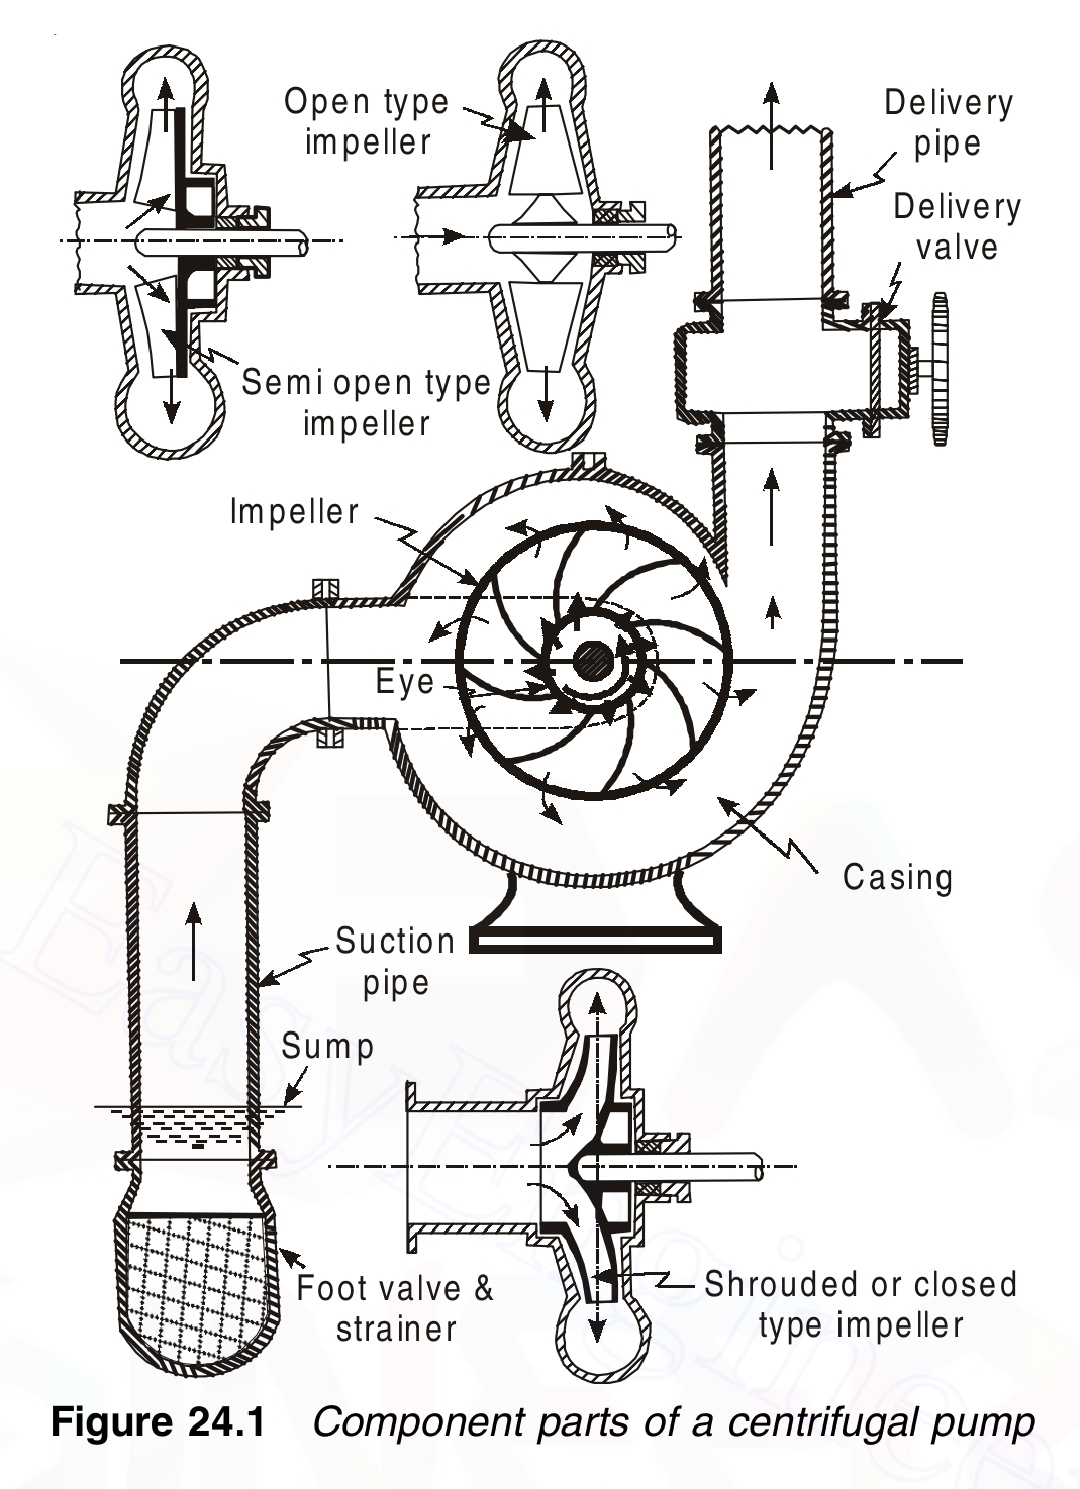 Open type
impeller
Delivery
pipe
Delivery
valve
Semi open type
impeller
Impeller
Eye
Casing
Suction
pipe
Sump
Foot valve &
strainer
Shrouded or closed
type impeller
Figure 24.1 Component parts of a centrifugal pump